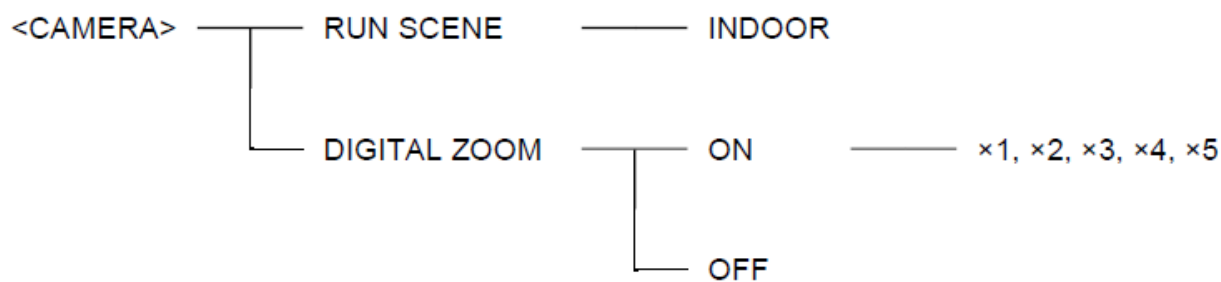 <CAMERA> RUN SCENE INDOOR
DIGITAL ZOOM ON ×1, ×2, ×3, ×4, ×5
OFF